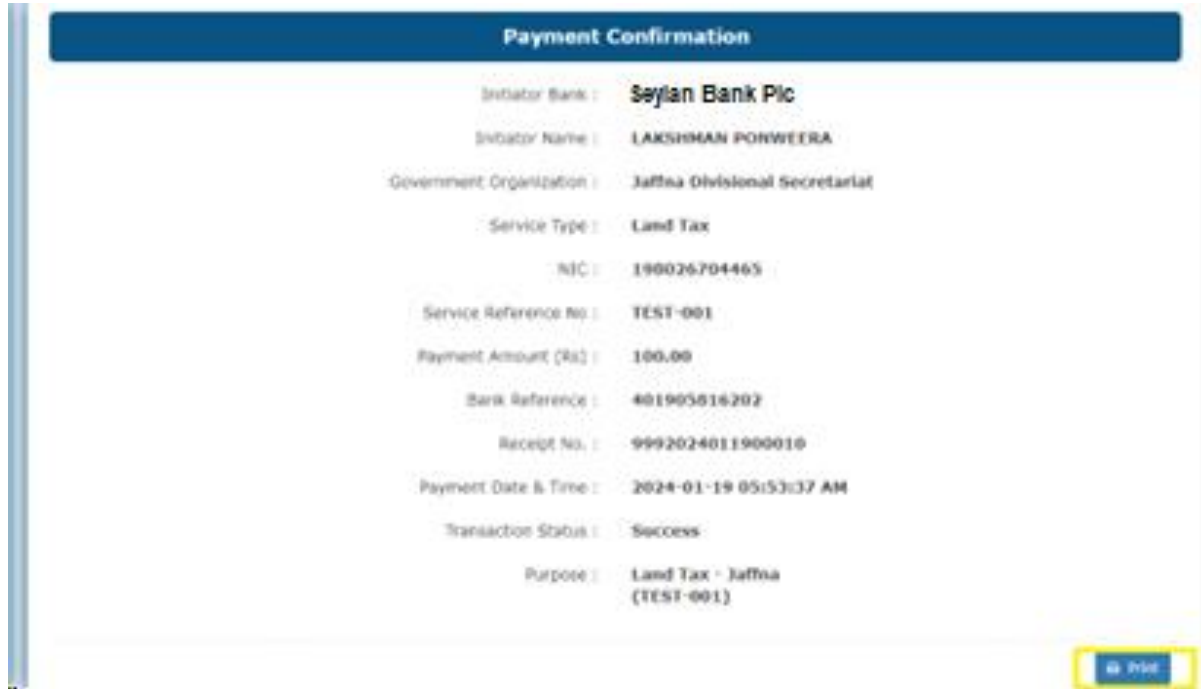 Payment Confirmation
Initiator Bank : Seylan Bank Plc
Initiator Name : LAKSHMAN PONWEERA
Government Organization : Jaffna Divisional Secretariat
Service Type : Land Tax
NIC : 198026704465
Service Reference No : TEST-001
Payment Amount (Rs) : 100.00
Bank Reference : 401905816202
Receipt No. : 9992024011900010
Payment Date & Time : 2024-01-19 05:53:37 AM
Transaction Status : Success
Purpose : Land Tax - Jaffna
(TEST-001)
Print